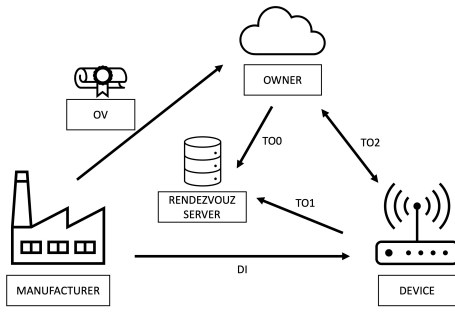 OWNER
OV
TO0
TO2
RENDEZVOUZ
SERVER
TO1
DI
MANUFACTURER
DEVICE